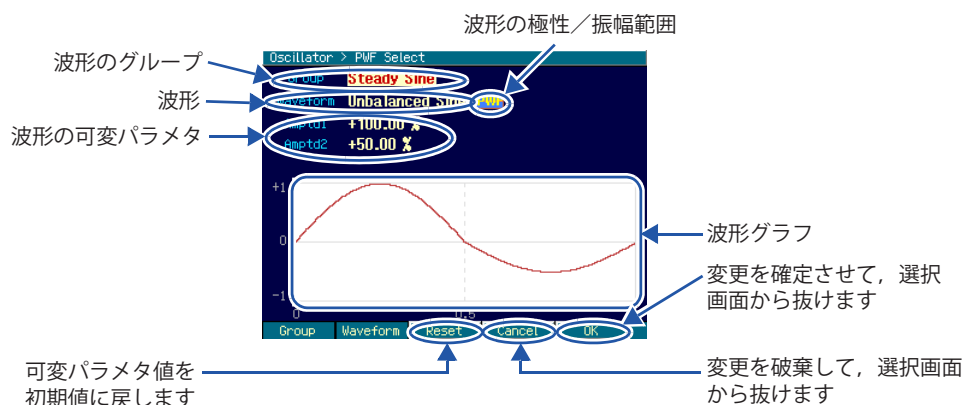 波形の極性／振幅範囲
Oscillator > PWF Select
波形のグループ
Group Steady Sine
波形
Waveform Unbalanced Sine PWF
波形の可変パラメタ
Amptd1 +100.00 %
Amptd2 +50.00 %
+1
0
-1
0 0.5
波形グラフ
変更を確定させて，選択
画面から抜けます
Group Waveform Reset Cancel OK
可変パラメタ値を
初期値に戻します
変更を破棄して，選択画面
から抜けます